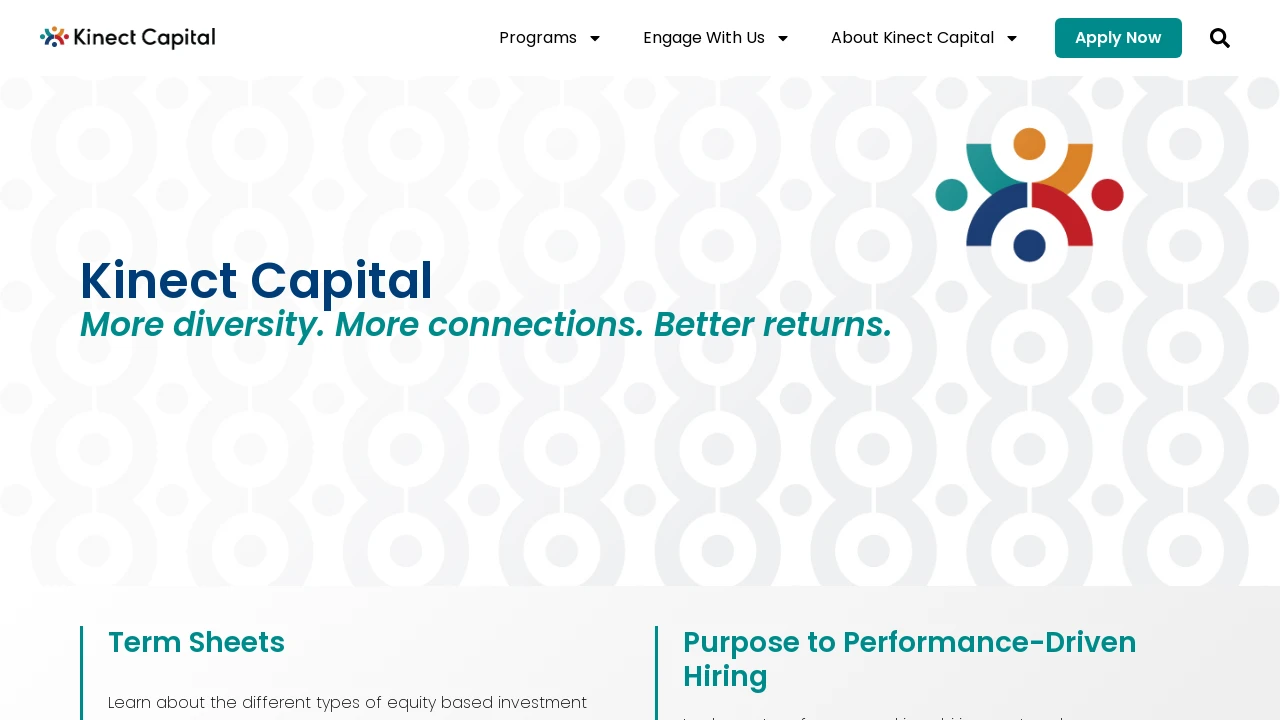 Kinect Capital
Programs
Engage With Us
About Kinect Capital
Apply Now
Kinect Capital
More diversity. More connections. Better returns.
Term Sheets
Learn about the different types of equity based investment
Purpose to Performance-Driven
Hiring